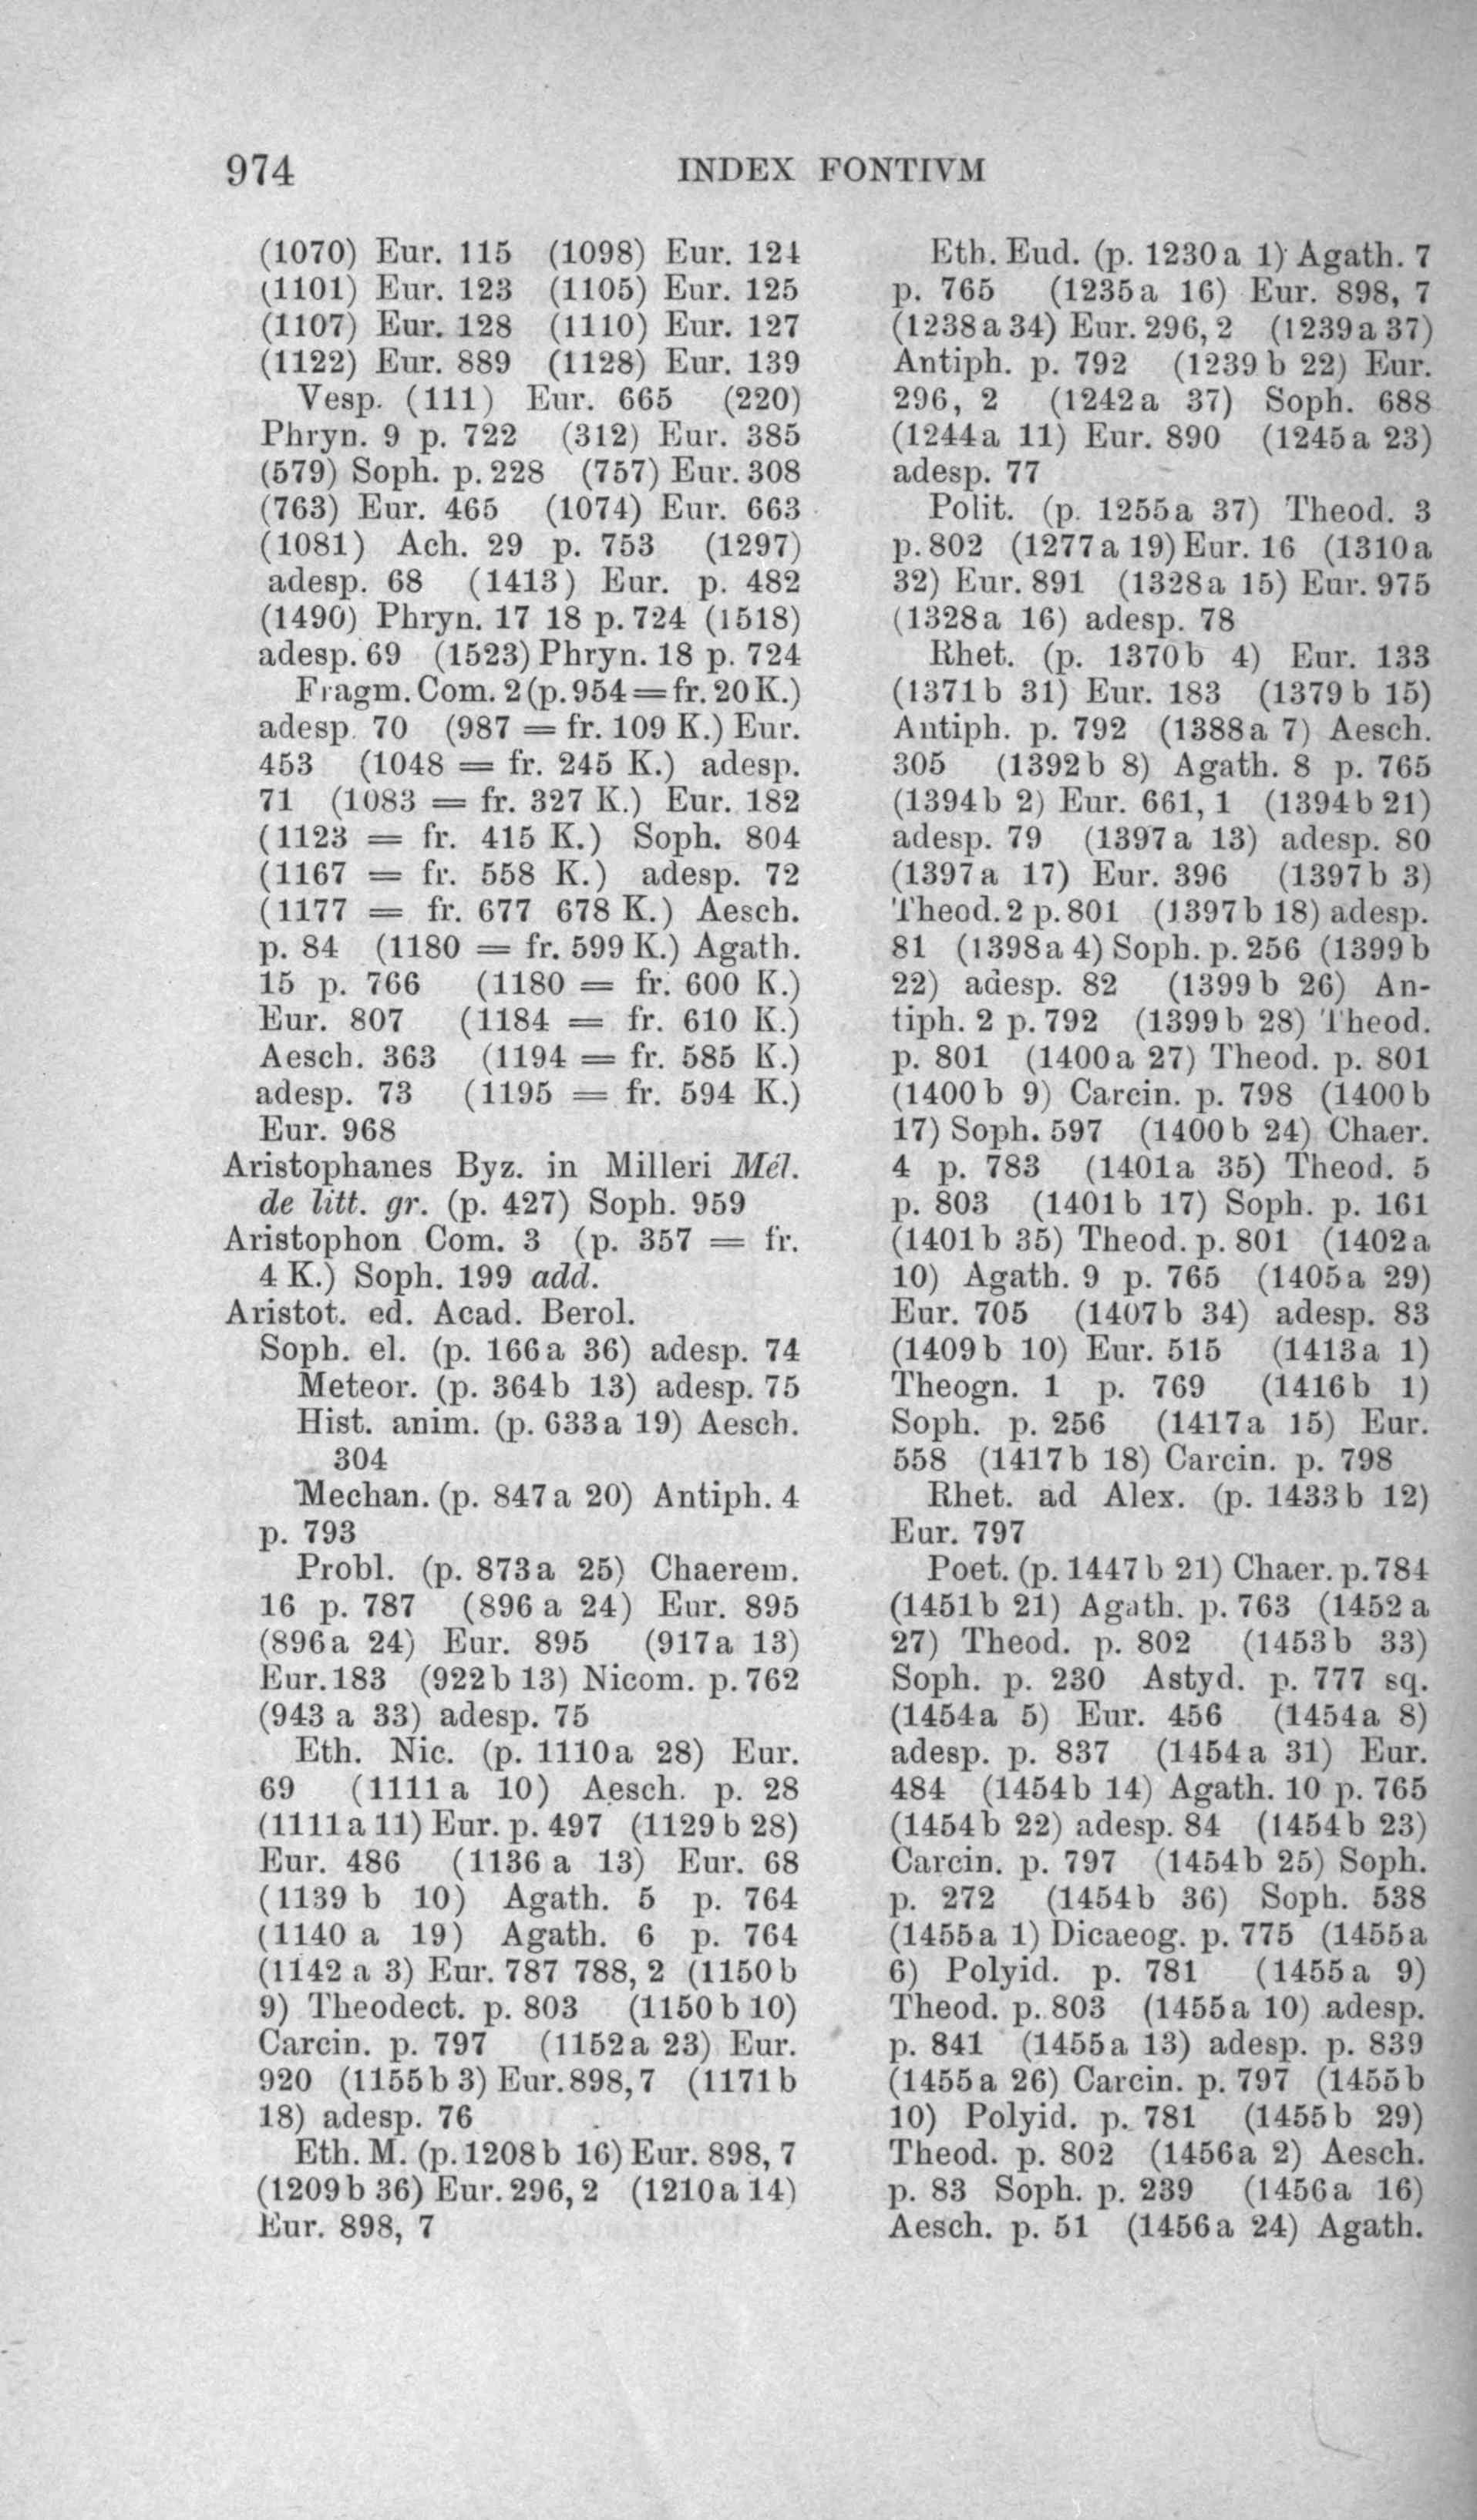 974
INDEX FONTIVM
(1070) Eur. 115 (1098) Eur. 124
(1101) Eur. 123 (1105) Eur. 125
(1107) Eur. 128 (1110) Eur. 127
(1122) Eur. 889 (1128) Eur. 139
Vesp. (111) Eur. 665 (220)
Phryn. 9 p. 722 (312) Eur. 385
(579) Soph. p. 228 (757) Eur. 308
(763) Eur. 465 (1074) Eur. 663
(1081) Ach. 29 p. 753 (1297)
adesp. 68 (1413) Eur. p. 482
(1490) Phryn. 17 18 p. 724 (1518)
adesp. 69 (1523) Phryn. 18 p. 724
Fragm. Com. 2 (p. 954 = fr. 20 K.)
adesp. 70 (987 = fr. 109 K.) Eur.
453 (1048 = fr. 245 K.) adesp.
71 (1083 = fr. 327 K.) Eur. 182
(1123 = fr. 415 K.) Soph. 804
(1167 = fr. 558 K.) adesp. 72
(1177 = fr. 677 678 K.) Aesch.
p. 84 (1180 = fr. 599 K.) Agath.
15 p. 766 (1180 = fr. 600 K.)
Eur. 807 (1184 = fr. 610 K.)
Aesch. 363 (1194 = fr. 585 K.)
adesp. 73 (1195 = fr. 594 K.)
Eur. 968
Aristophanes Byz. in Milleri Mél.
de litt. gr. (p. 427) Soph. 959
Aristophon Com. 3 (p. 357 = fr.
4 K.) Soph. 199 add.
Aristot. ed. Acad. Berol.
Soph. el. (p. 166 a 36) adesp. 74
Meteor. (p. 364 b 13) adesp. 75
Hist. anim. (p. 633 a 19) Aesch.
304
Mechan. (p. 847 a 20) Antiph. 4
p. 793
Probl. (p. 873 a 25) Chaerem.
16 p. 787 (896 a 24) Eur. 895
(896 a 24) Eur. 895 (917 a 13)
Eur. 183 (922 b 13) Nicom. p. 762
(943 a 33) adesp. 75
Eth. Nic. (p. 1110 a 28) Eur.
69 (1111 a 10) Aesch. p. 28
(1111 a 11) Eur. p. 497 (1129 b 28)
Eur. 486 (1136 a 13) Eur. 68
(1139 b 10) Agath. 5 p. 764
(1140 a 19) Agath. 6 p. 764
(1142 a 3) Eur. 787 788, 2 (1150 b
9) Theodect. p. 803 (1150 b 10)
Carcin. p. 797 (1152 a 23) Eur.
920 (1155 b 3) Eur. 898, 7 (1171 b
18) adesp. 76
Eth. M. (p. 1208 b 16) Eur. 898, 7
(1209 b 36) Eur. 296, 2 (1210 a 14)
Eur. 898, 7
Eth. Eud. (p. 1230 a 1) Agath. 7
p. 765 (1235 a 16) Eur. 898, 7
(1238 a 34) Eur. 296, 2 (1239 a 37)
Antiph. p. 792 (1239 b 22) Eur.
296, 2 (1242 a 37) Soph. 688
(1244 a 11) Eur. 890 (1245 a 23)
adesp. 77
Polit. (p. 1255 a 37) Theod. 3
p. 802 (1277 a 19) Eur. 16 (1310 a
32) Eur. 891 (1328 a 15) Eur. 975
(1328 a 16) adesp. 78
Rhet. (p. 1370 b 4) Eur. 133
(1371 b 31) Eur. 183 (1379 b 15)
Antiph. p. 792 (1388 a 7) Aesch.
305 (1392 b 8) Agath. 8 p. 765
(1394 b 2) Eur. 661, 1 (1394 b 21)
adesp. 79 (1397 a 13) adesp. 80
(1397 a 17) Eur. 396 (1397 b 3)
Theod. 2 p. 801 (1397 b 18) adesp.
81 (1398 a 4) Soph. p. 256 (1399 b
22) adesp. 82 (1399 b 26) An-
tiph. 2 p. 792 (1399 b 28) Theod.
p. 801 (1400 a 27) Theod. p. 801
(1400 b 9) Carcin. p. 798 (1400 b
17) Soph. 597 (1400 b 24) Chaer.
4 p. 783 (1401 a 35) Theod. 5
p. 803 (1401 b 17) Soph. p. 161
(1401 b 35) Theod. p. 801 (1402 a
10) Agath. 9 p. 765 (1405 a 29)
Eur. 705 (1407 b 34) adesp. 83
(1409 b 10) Eur. 515 (1413 a 1)
Theogn. 1 p. 769 (1416 b 1)
Soph. p. 256 (1417 a 15) Eur.
558 (1417 b 18) Carcin. p. 798
Rhet. ad Alex. (p. 1433 b 12)
Eur. 797
Poet. (p. 1447 b 21) Chaer. p. 784
(1451 b 21) Agath. p. 763 (1452 a
27) Theod. p. 802 (1453 b 33)
Soph. p. 230 Astyd. p. 777 sq.
(1454 a 5) Eur. 456 (1454 a 8)
adesp. p. 837 (1454 a 31) Eur.
484 (1454 b 14) Agath. 10 p. 765
(1454 b 22) adesp. 84 (1454 b 23)
Carcin. p. 797 (1454 b 25) Soph.
p. 272 (1454 b 36) Soph. 538
(1455 a 1) Dicaeog. p. 775 (1455 a
6) Polyid. p. 781 (1455 a 9)
Theod. p. 803 (1455 a 10) adesp.
p. 841 (1455 a 13) adesp. p. 839
(1455 a 26) Carcin. p. 797 (1455 b
10) Polyid. p. 781 (1455 b 29)
Theod. p. 802 (1456 a 2) Aesch.
p. 83 Soph. p. 239 (1456 a 16)
Aesch. p. 51 (1456 a 24) Agath.